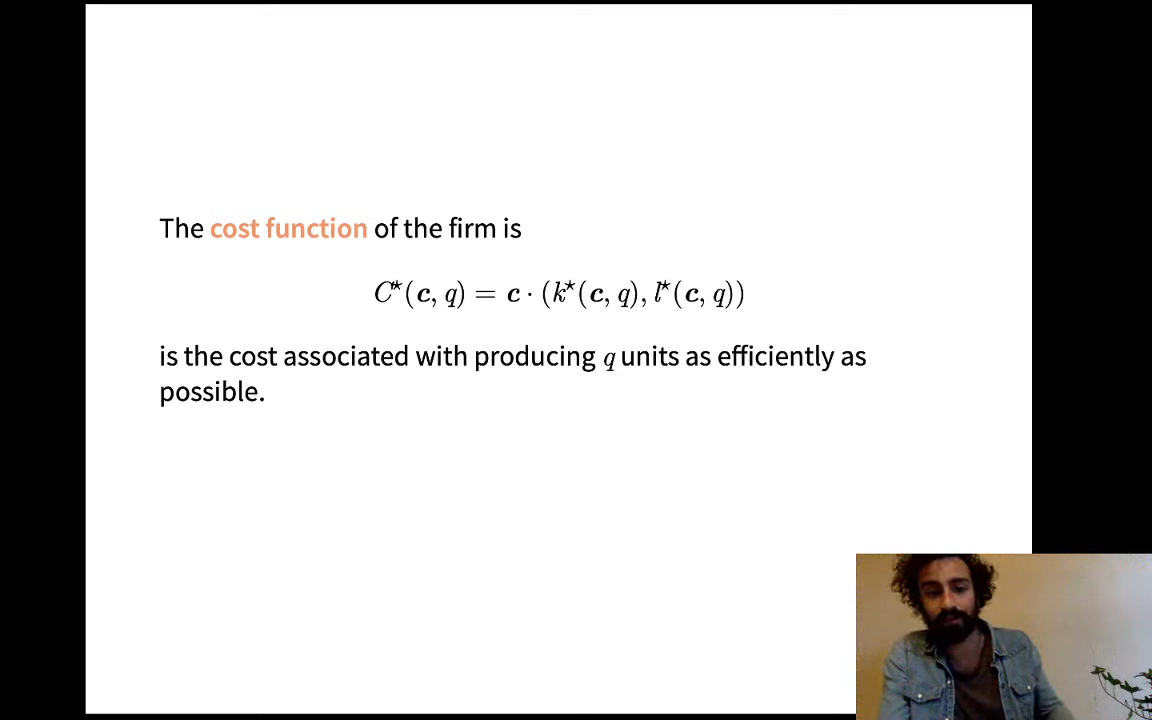 The cost function of the firm is
C*(c, q) = c · (k*(c, q), l*(c, q))
is the cost associated with producing q units as efficiently as
possible.